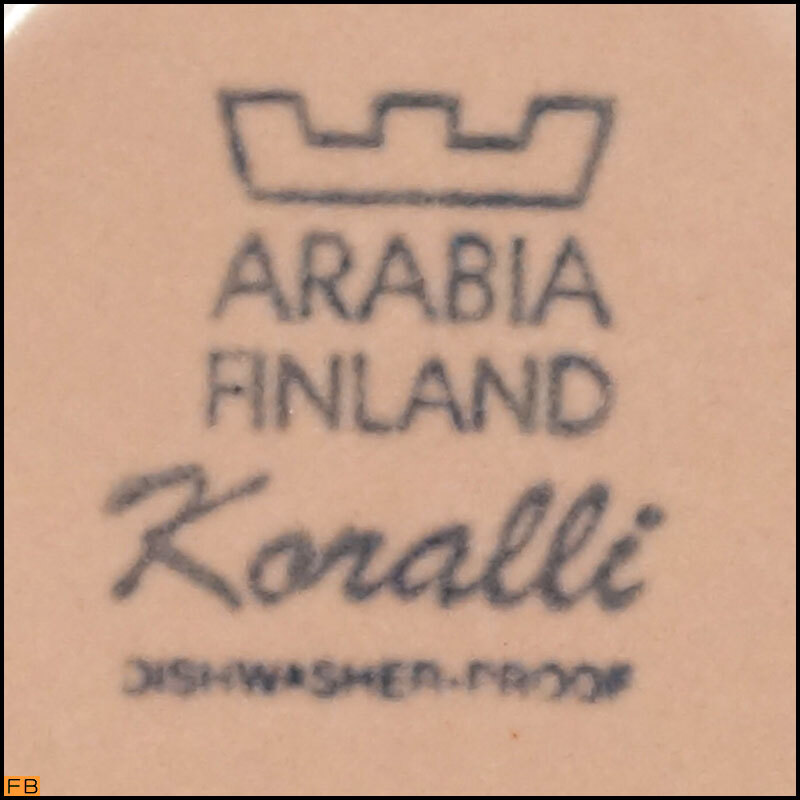 ARABIA
FINLAND
Koralli
DISHWASHER-PROOF
FB